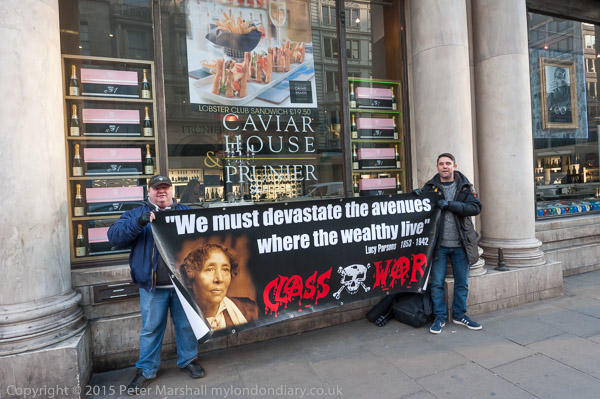 LOBSTER CLUB SANDWICH £19.50
CAVIAR
HOUSE
& PRUNIER
"We must devastate the avenues
where the wealthy live"
Lucy Parsons 1853 - 1942
CLASS WAR
Copyright © 2015 Peter Marshall mylondondiary.co.uk